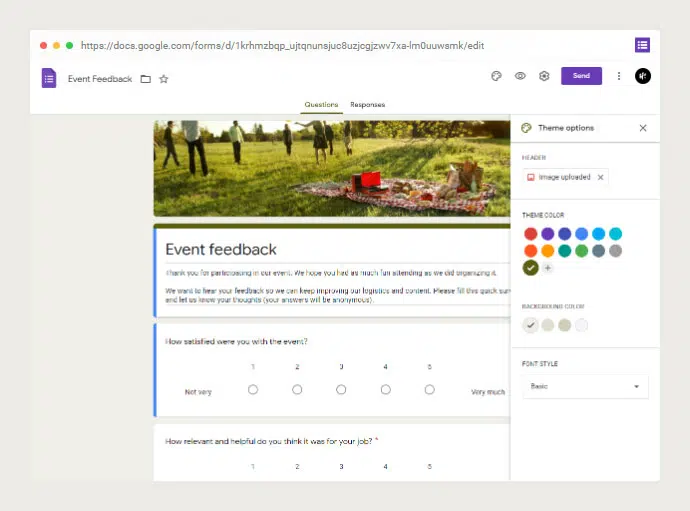 https://docs.google.com/forms/d/1krhmzbqp_ujtqnunsjuc8uzjcgjzwv7xa-lm0uuwsmk/edit
Event Feedback
Send
Questions
Responses
Theme options
HEADER
Image uploaded
THEME COLOR
BACKGROUND COLOR
FONT STYLE
Basic
Event feedback
Thank you for participating in our event. We hope you had as much fun attending as we did organizing it.
We want to hear your feedback so we can keep improving our logistics and content. Please fill this quick
and let us know your thoughts (your answers will be anonymous).
How satisfied were you with the event?
1 2 3 4 5
Not very
Very much
How relevant and helpful do you think it was for your job? *
1 2 3 4 5